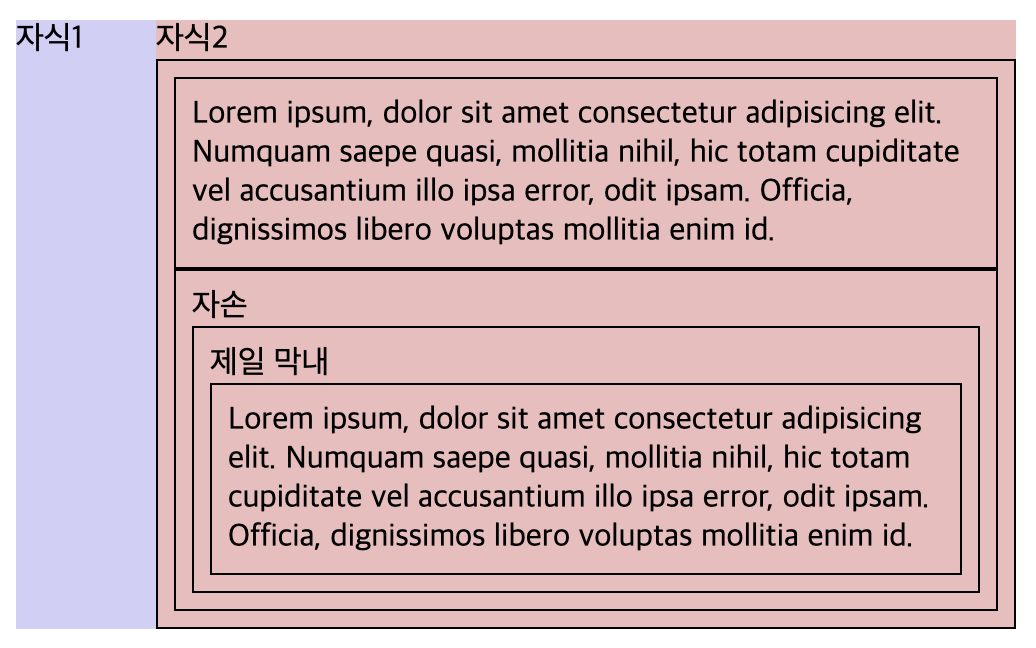 자식1
자식2
Lorem ipsum, dolor sit amet consectetur adipisicing elit.
Numquam saepe quasi, mollitia nihil, hic totam cupiditate
vel accusantium illo ipsa error, odit ipsam. Officia,
dignissimos libero voluptas mollitia enim id.
자손
제일 막내
Lorem ipsum, dolor sit amet consectetur adipisicing
elit. Numquam saepe quasi, mollitia nihil, hic totam
cupiditate vel accusantium illo ipsa error, odit ipsam.
Officia, dignissimos libero voluptas mollitia enim id.